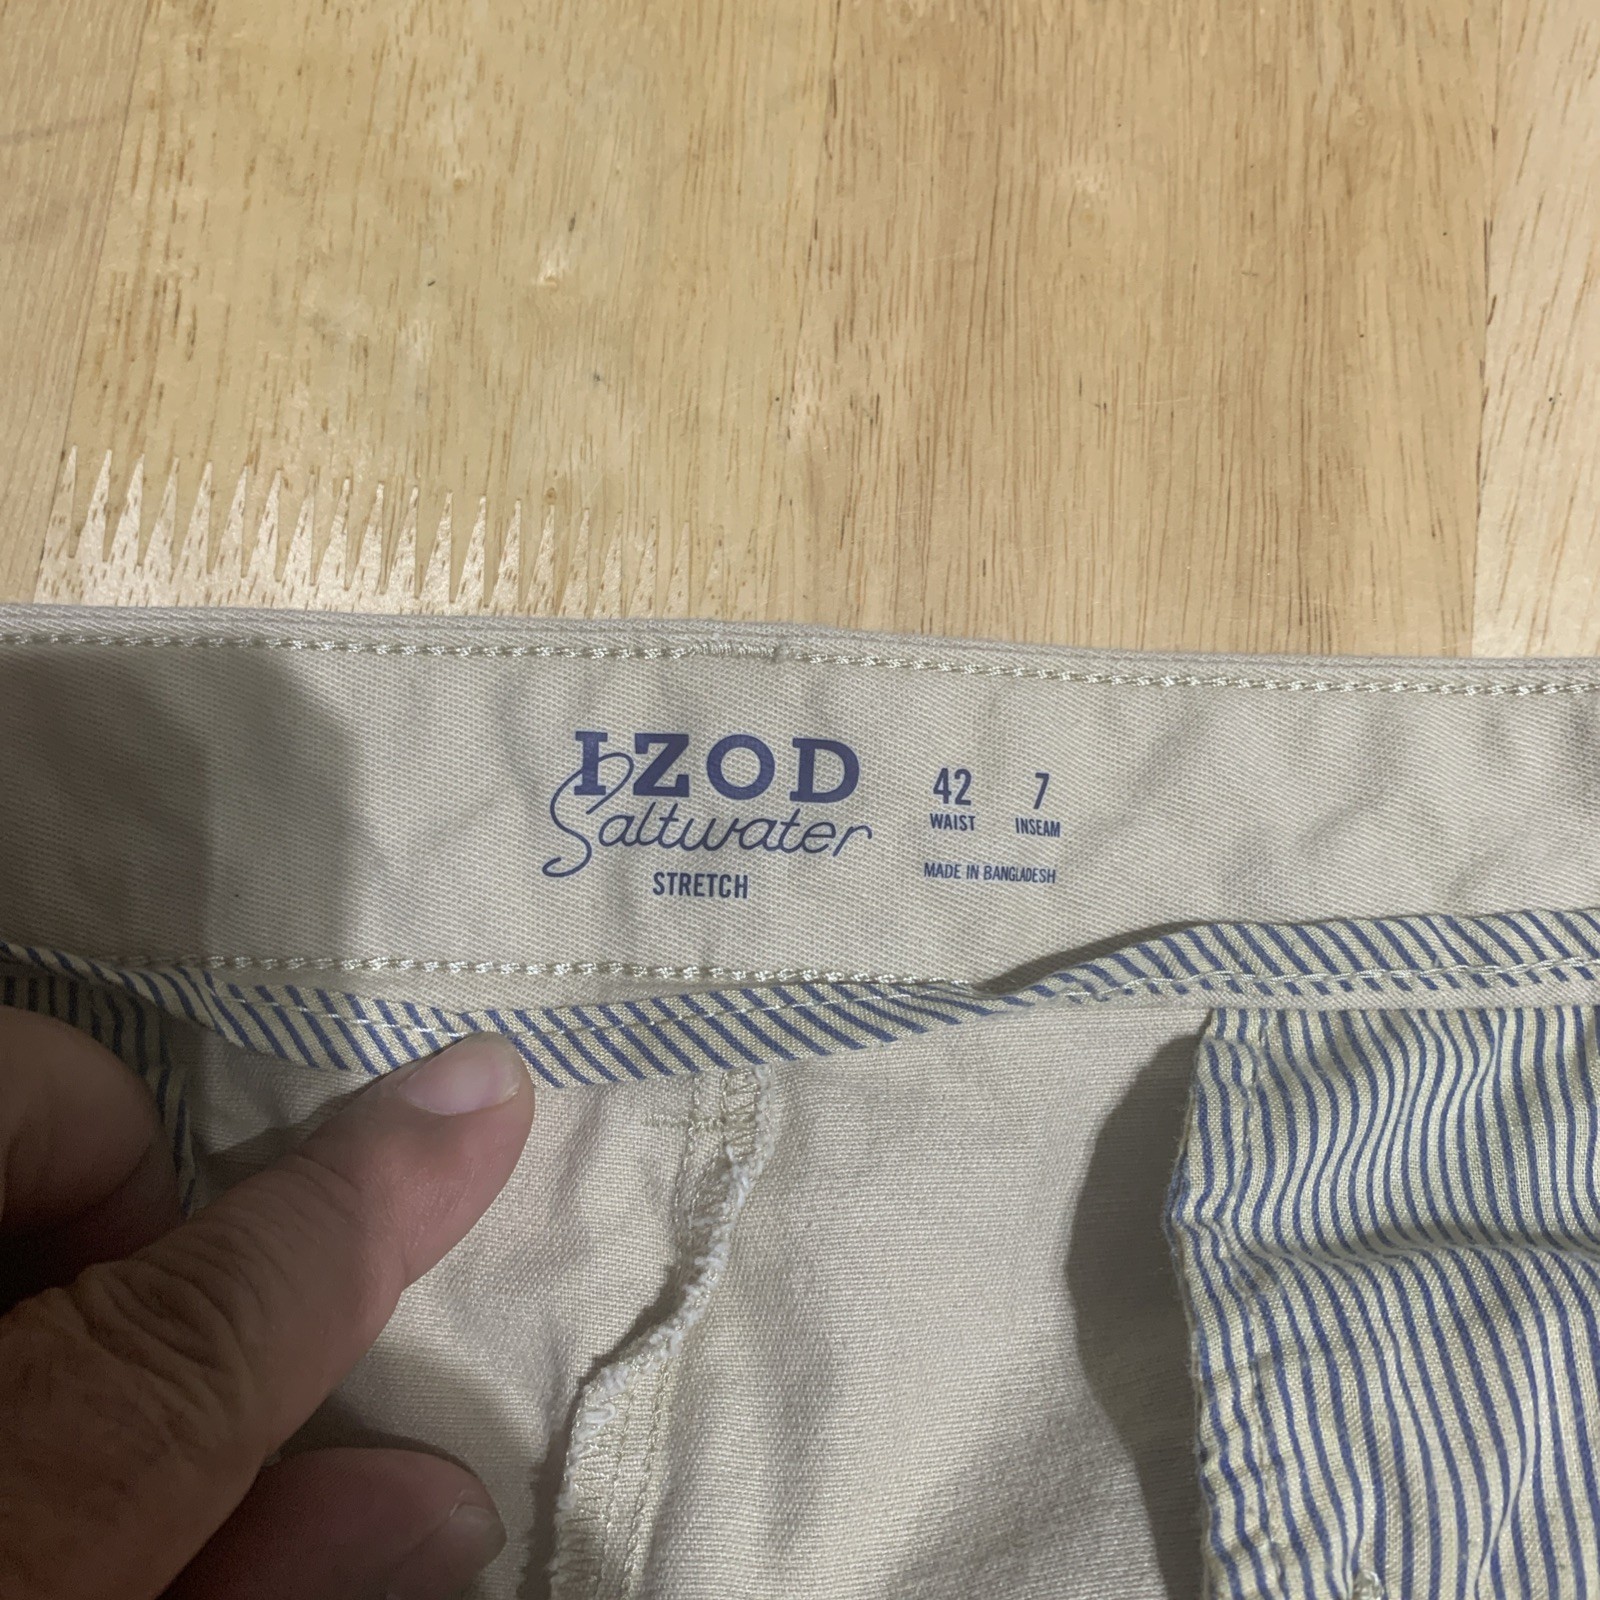 IZOD
Saltwater
STRETCH
42 7
WAIST INSEAM
MADE IN BANGLADESH